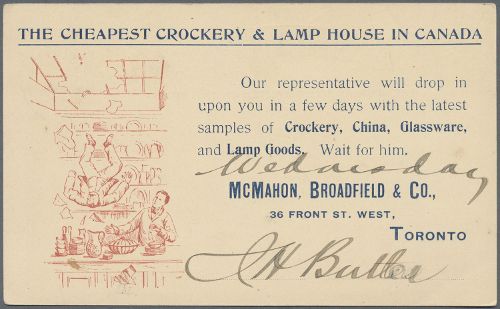 THE CHEAPEST CROCKERY & LAMP HOUSE IN CANADA
Our representative will drop in
upon you in a few days with the latest
samples of Crockery, China, Glassware,
and Lamp Goods. Wait for him.
Wednesday
MCMAHON, BROADFIELD & CO.,
36 FRONT ST. WEST,
TORONTO
J H Butler